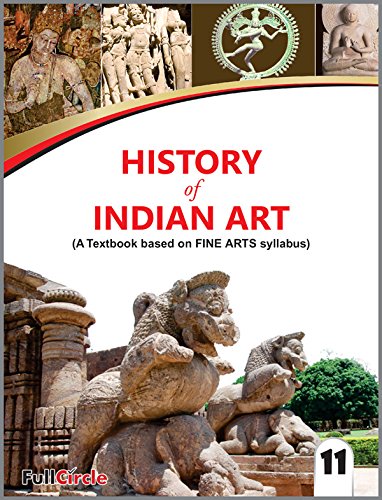 HISTORY
of
INDIAN ART
(A Textbook based on FINE ARTS syllabus)
11
FullCircle